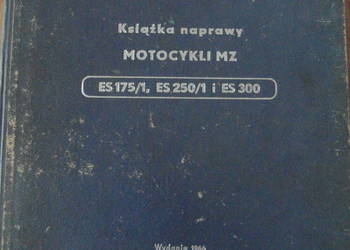 Książka naprawy
MOTOCYKLI MZ
ES 175/1, ES 250/1 i ES 300
Wydanie 1966